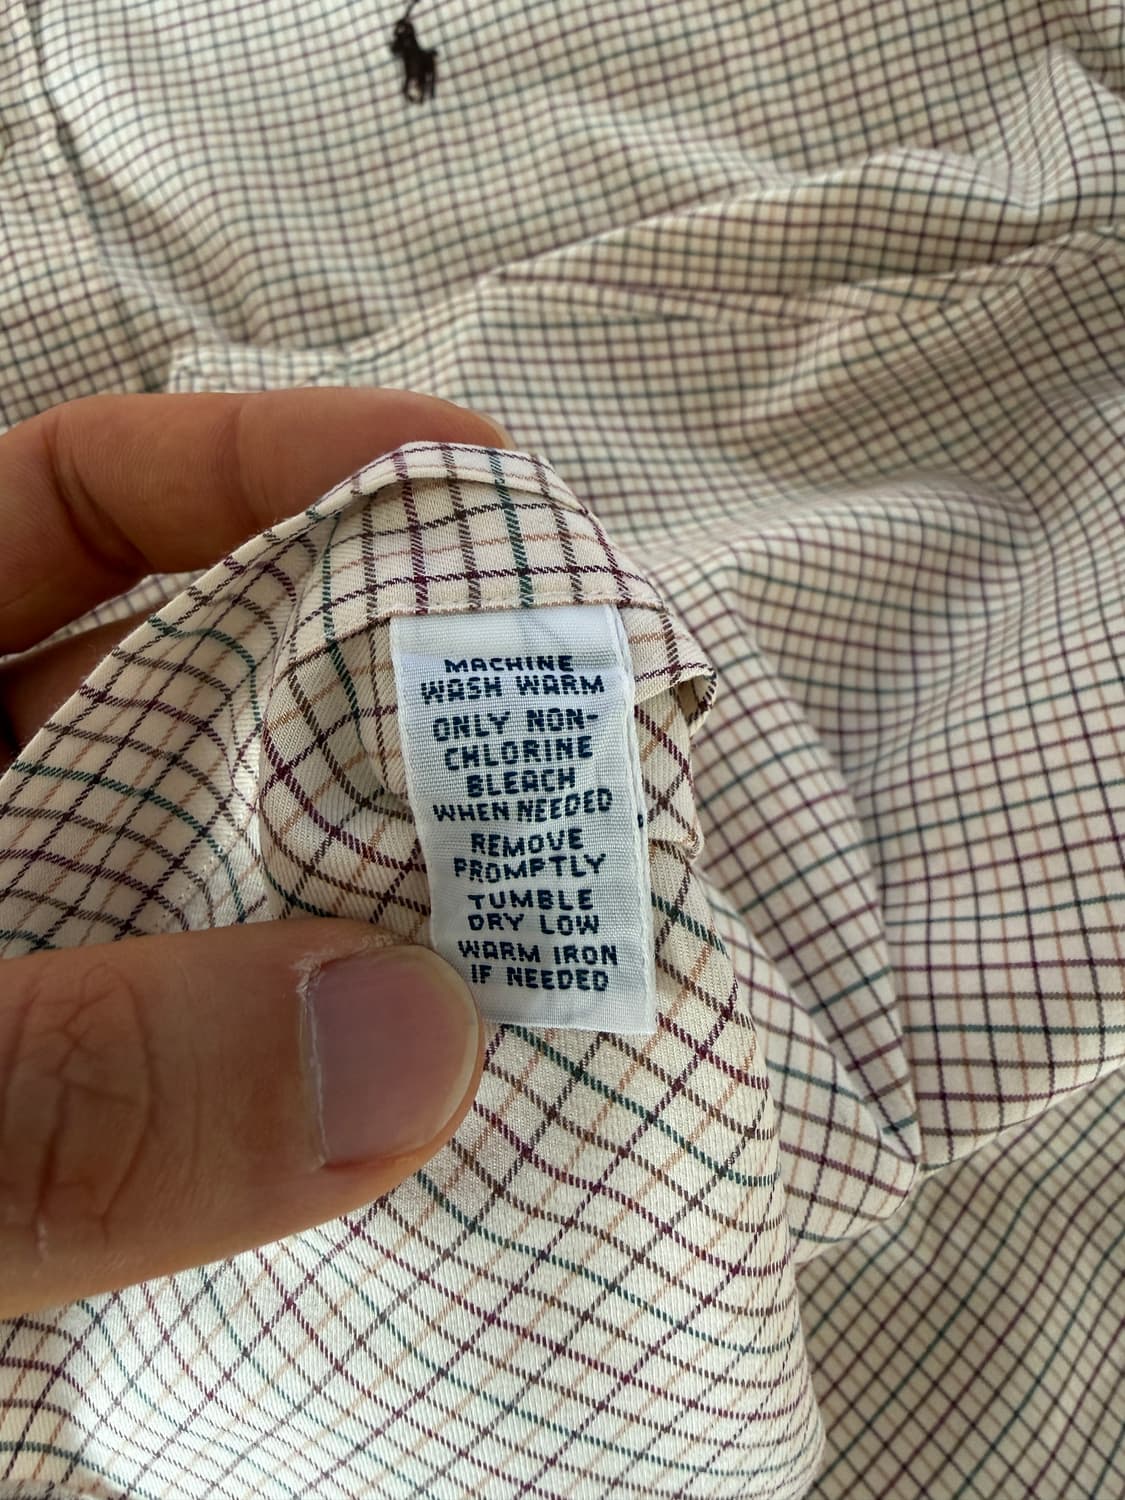 MACHINE
WASH WARM
ONLY NON-
CHLORINE
BLEACH
WHEN NEEDED
REMOVE
PROMPTLY
TUMBLE
DRY LOW
WARM IRON
IF NEEDED